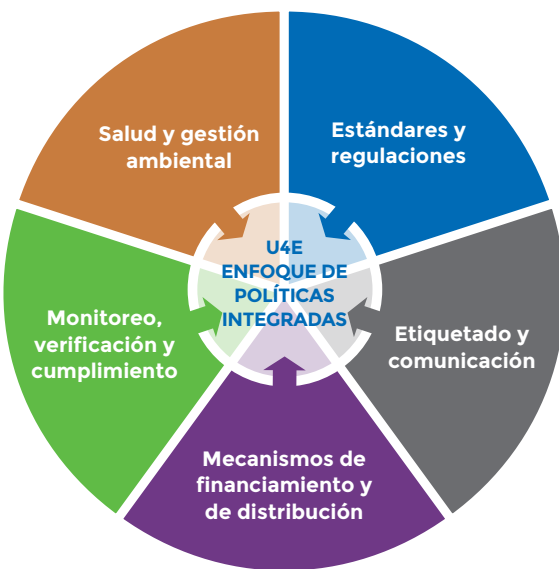 Salud y gestión
ambiental
Estándares y
regulaciones
U4E
ENFOQUE DE
POLÍTICAS
INTEGRADAS
Monitoreo,
verificación y
cumplimiento
Etiquetado y
comunicación
Mecanismos de
financiamiento y
de distribución